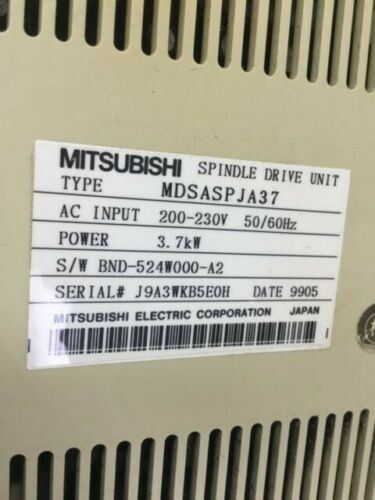 MITSUBISHI SPINDLE DRIVE UNIT
TYPE MDSASPJA37
AC INPUT 200-230V 50/60Hz
POWER 3.7kW
S/W BND-524W000-A2
SERIAL# J9A3WKB5E0H DATE 9905
MITSUBISHI ELECTRIC CORPORATION JAPAN